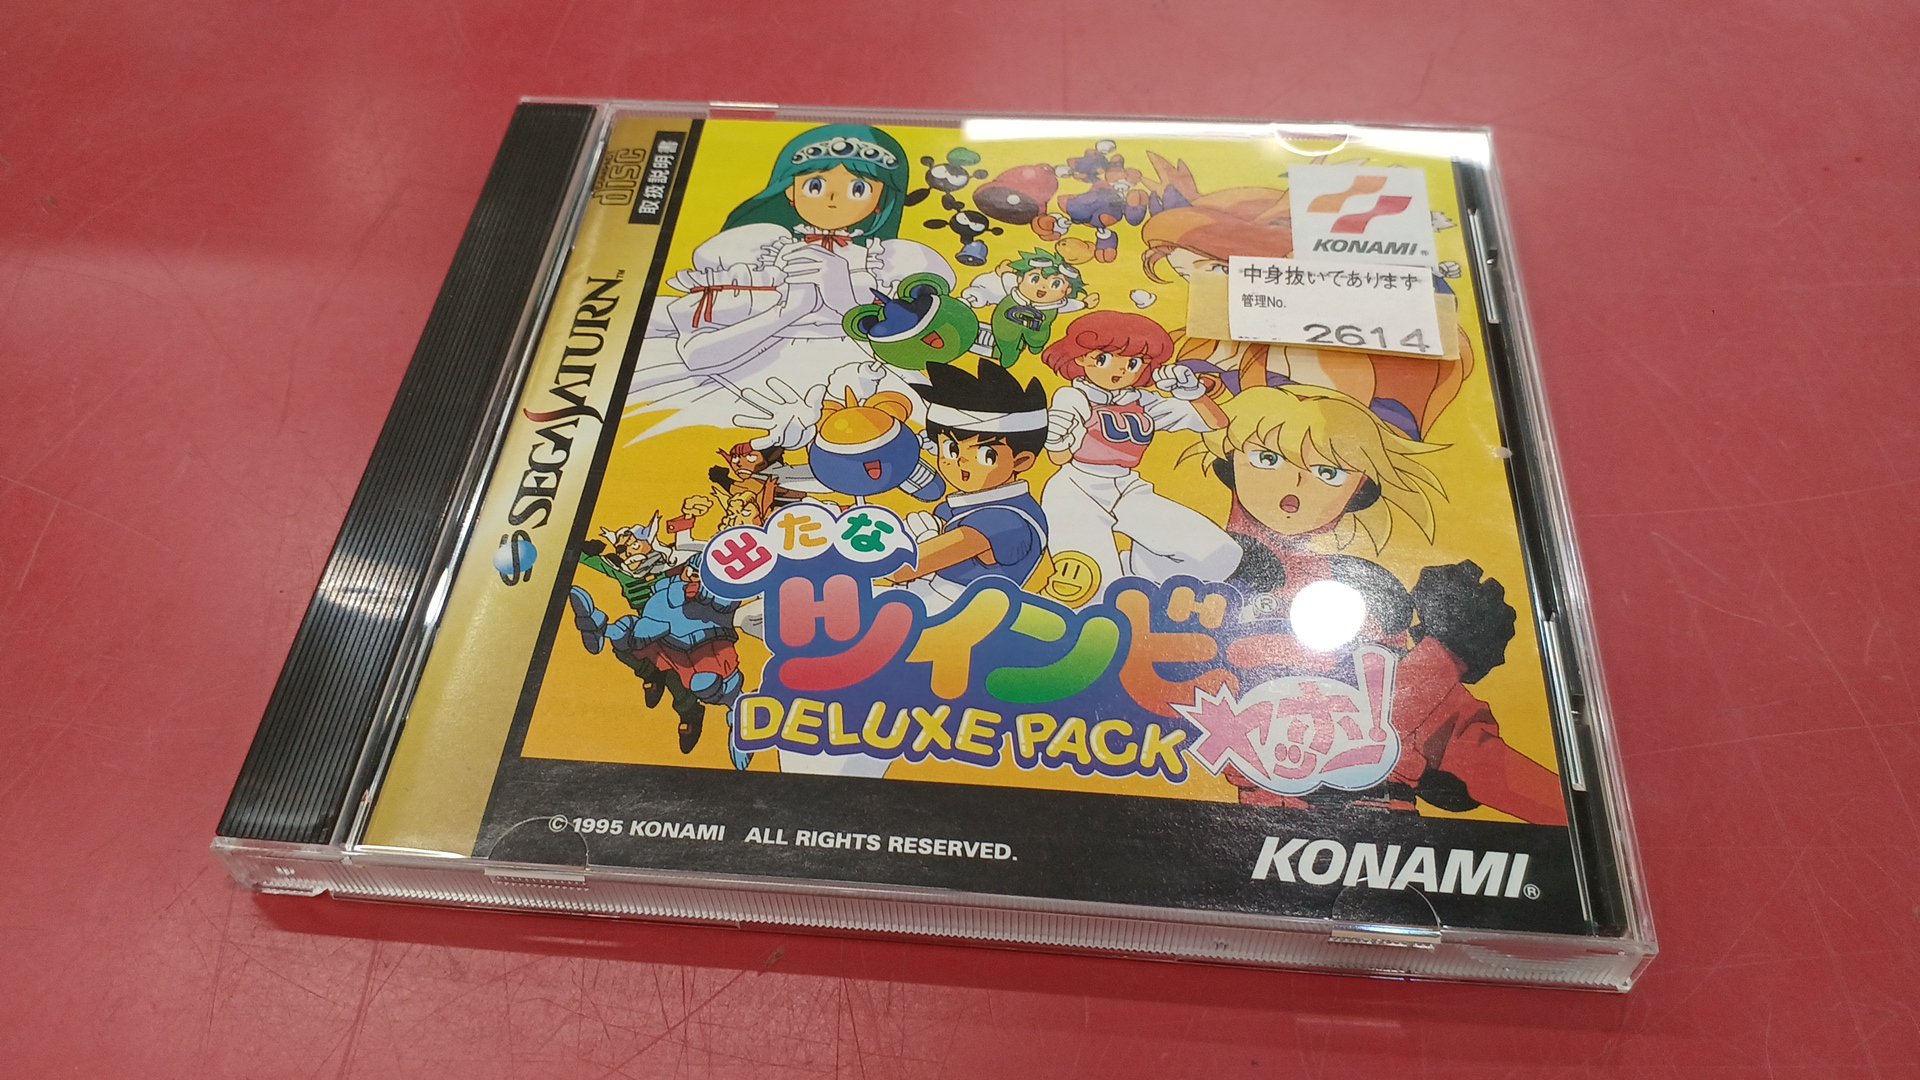 DISC
取扱説明書
SEGA SATURN™
KONAMI®
中身抜いてあります
管理No.
2614
出たな
ツインビー®
ヤッホー!
DELUXE PACK
© 1995 KONAMI ALL RIGHTS RESERVED.
KONAMI®